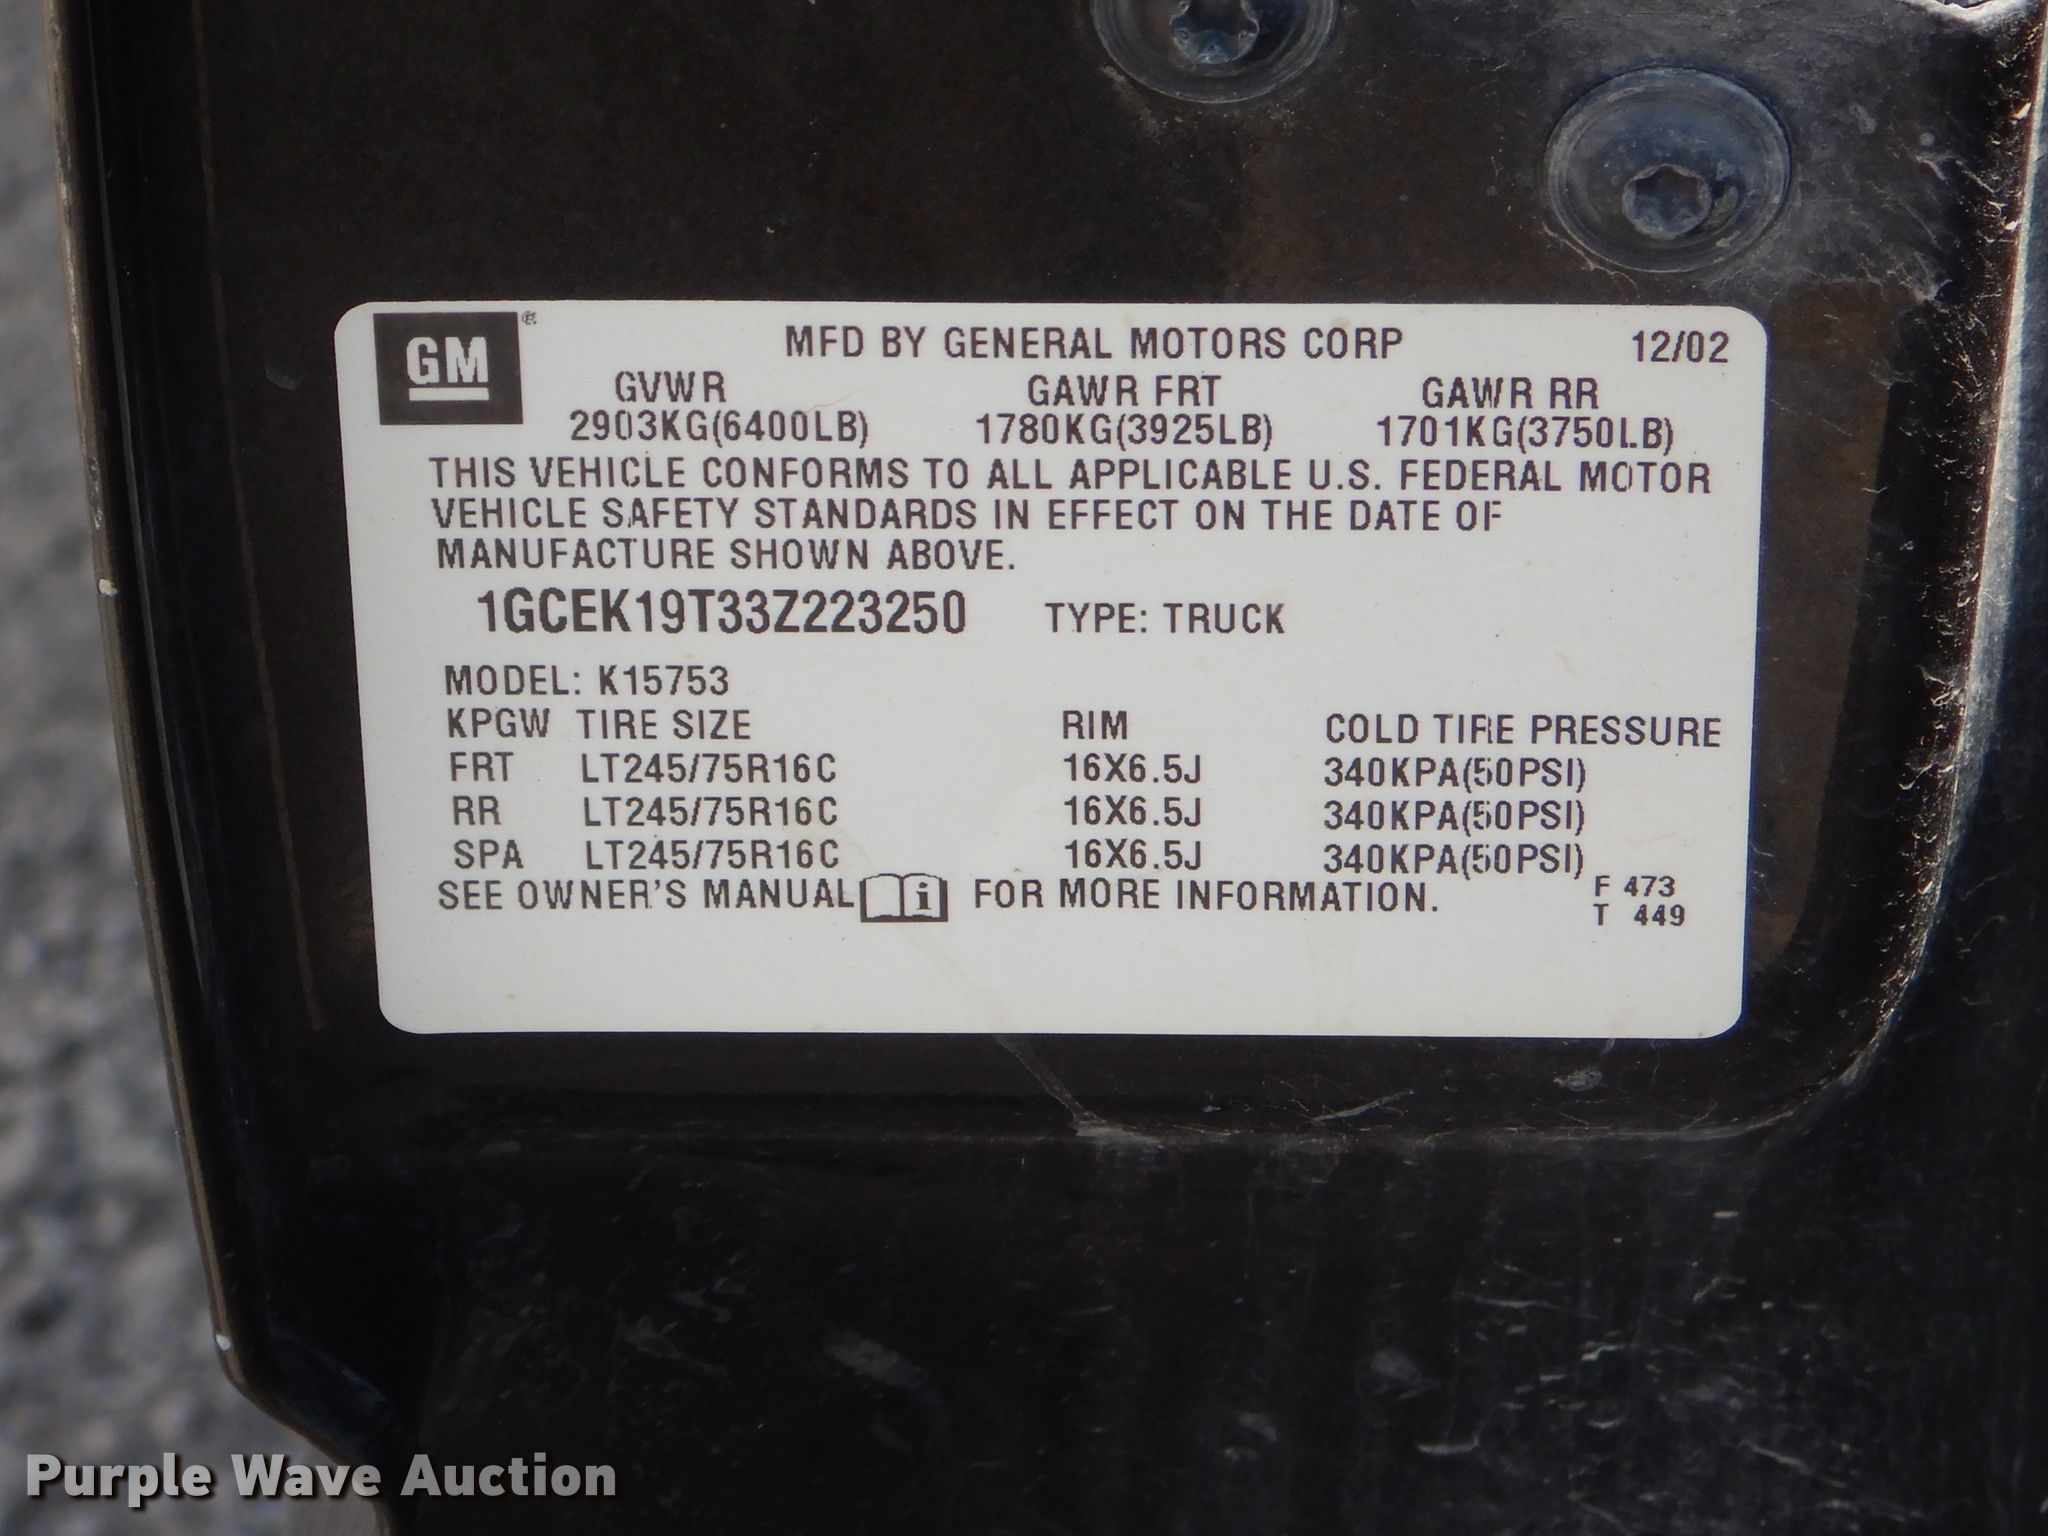 GM
MFD BY GENERAL MOTORS CORP 12/02
GVWR GAWR FRT GAWR RR
2903KG(6400LB) 1780KG(3925LB) 1701KG(3750LB)
THIS VEHICLE CONFORMS TO ALL APPLICABLE U.S. FEDERAL MOTOR
VEHICLE SAFETY STANDARDS IN EFFECT ON THE DATE OF
MANUFACTURE SHOWN ABOVE.
1GCEK19T33Z223250 TYPE: TRUCK
MODEL: K15753
KPGW TIRE SIZE RIM COLD TIRE PRESSURE
FRT LT245/75R16C 16X6.5J 340KPA(50PSI)
RR LT245/75R16C 16X6.5J 340KPA(50PSI)
SPA LT245/75R16C 16X6.5J 340KPA(50PSI)
SEE OWNER'S MANUAL i FOR MORE INFORMATION.
F 473
T 449
Purple Wave Auction